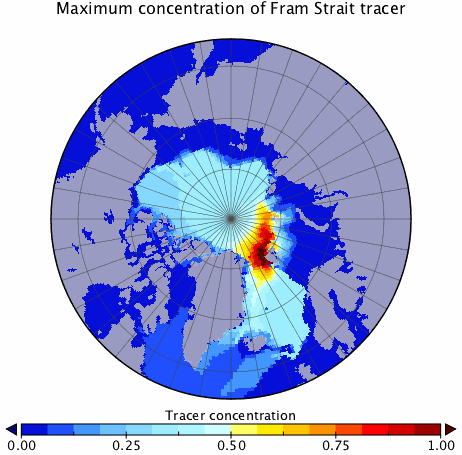 Maximum concentration of Fram Strait tracer
Tracer concentration
0.00 0.25 0.50 0.75 1.00